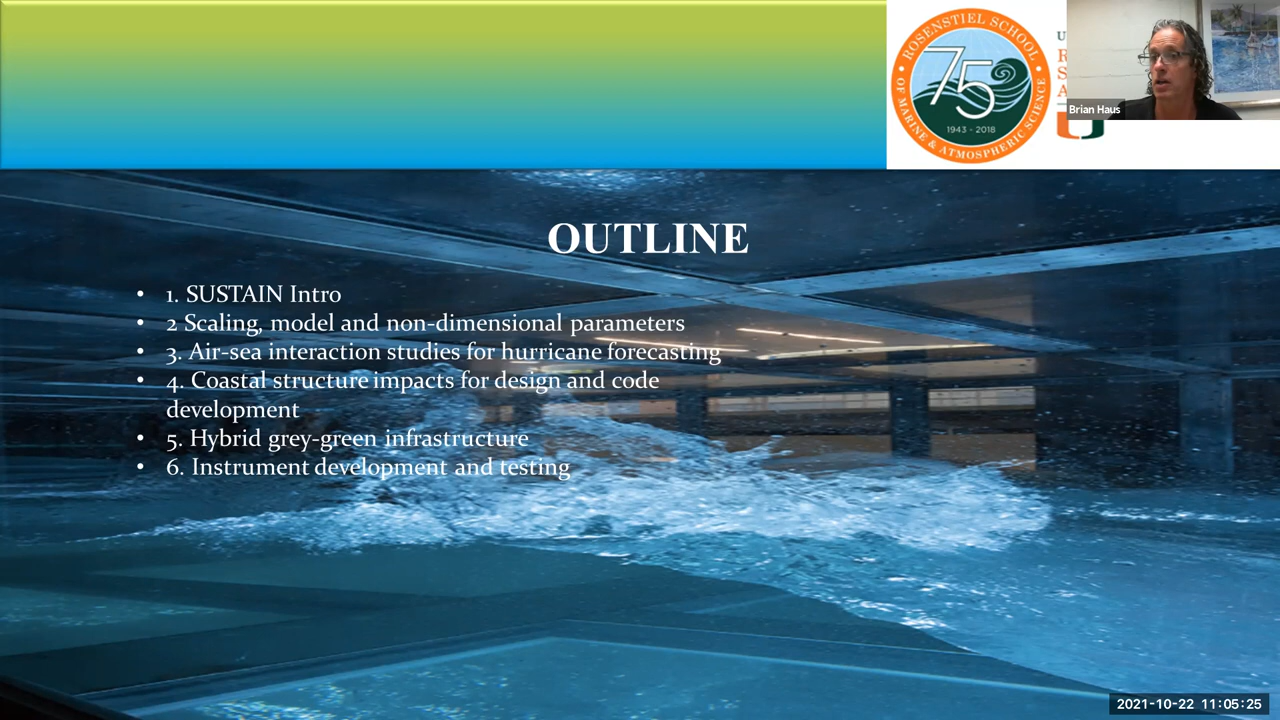 ROSENSTIEL SCHOOL
OF MARINE & ATMOSPHERIC SCIENCE
75
1943 - 2018
U
R
S
A
Brian Haus
OUTLINE
• 1. SUSTAIN Intro
• 2 Scaling, model and non-dimensional parameters
• 3. Air-sea interaction studies for hurricane forecasting
• 4. Coastal structure impacts for design and code
development
• 5. Hybrid grey-green infrastructure
• 6. Instrument development and testing
2021-10-22 11:05:25